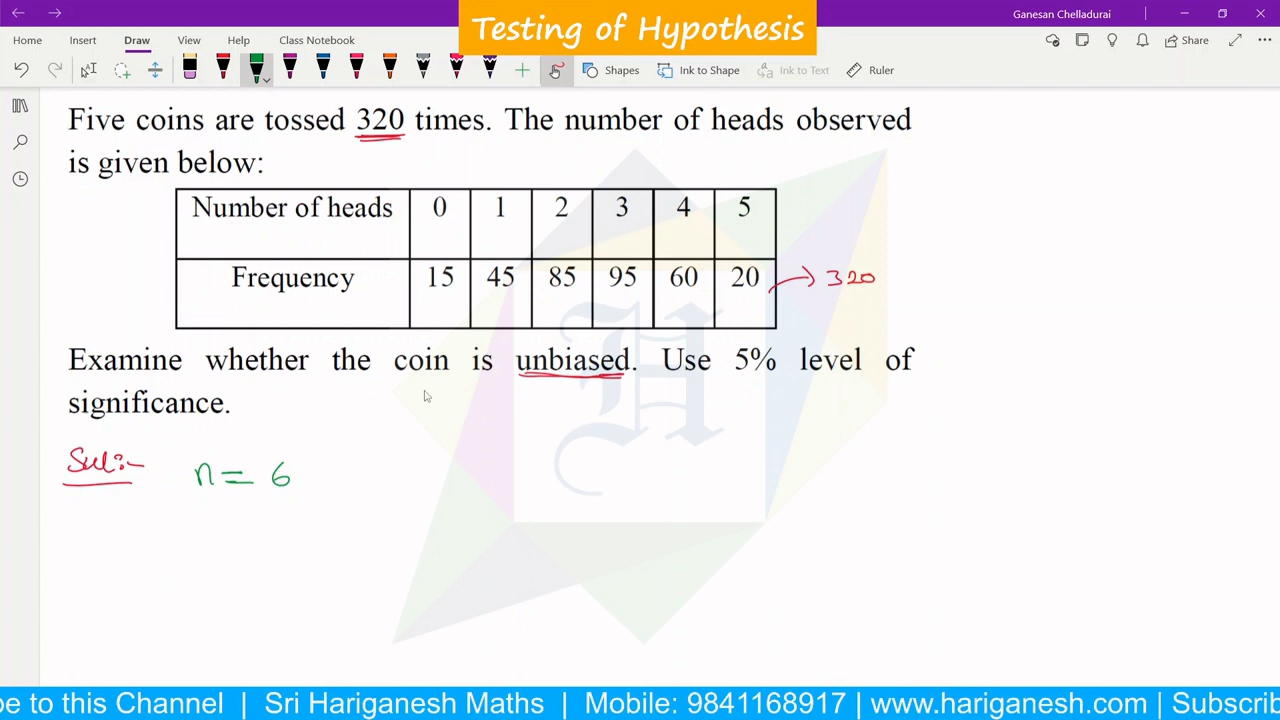 Testing of Hypothesis
Ganesan Chelladurai
Home Insert Draw View Help Class Notebook
Share
Shapes Ink to Shape Ink to Text Ruler
Five coins are tossed 320 times. The number of heads observed
is given below:
Number of heads 0 1 2 3 4 5
Frequency 15 45 85 95 60 20 → 320
Examine whether the coin is unbiased. Use 5% level of
significance.
Sol:- n = 6
H
be to this Channel | Sri Hariganesh Maths | Mobile: 9841168917 | www.hariganesh.com | Subscrib